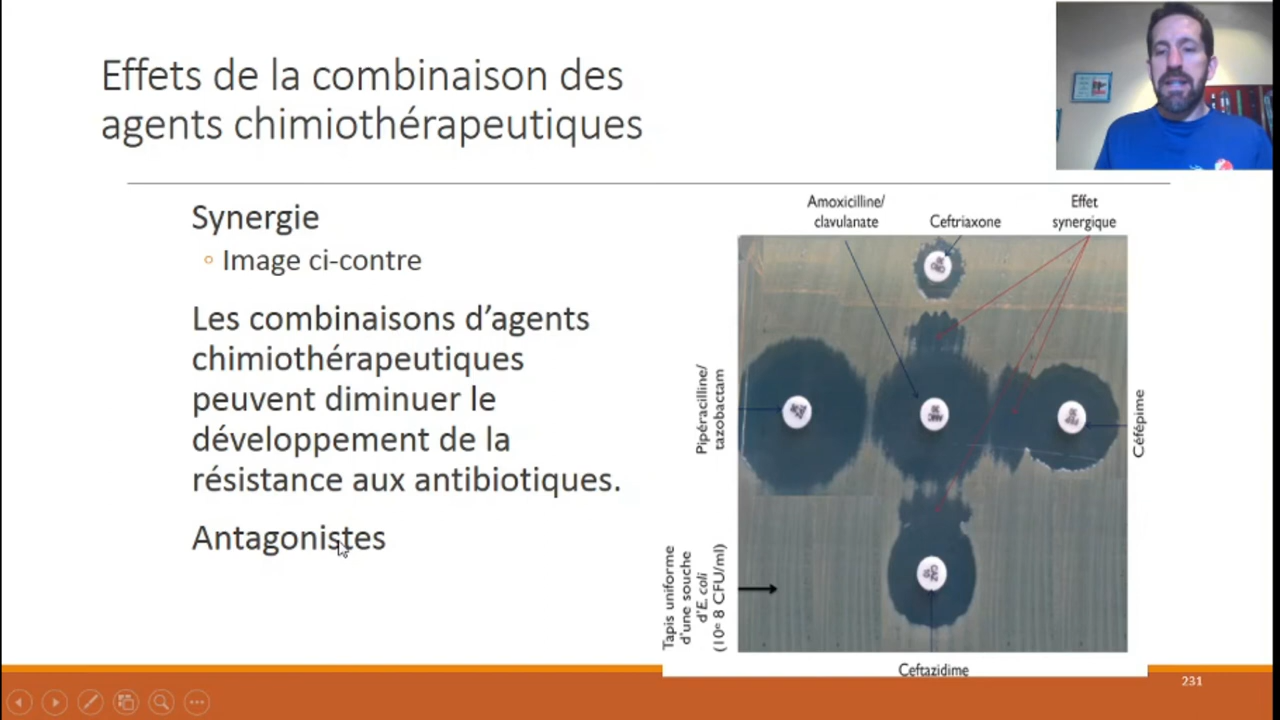 Effets de la combinaison des
agents chimiothérapeutiques
Synergie
Image ci-contre
Les combinaisons d’agents
chimiothérapeutiques
peuvent diminuer le
développement de la
résistance aux antibiotiques.
Antagonistes
Amoxicilline/
clavulanate
Ceftriaxone
Effet
synergique
Pipéracilline/
tazobactam
Céfépime
Tapis uniforme
d'une souche
d'E. coli
(10e 8 CFU/ml)
Ceftazidime
CAZ
10
231